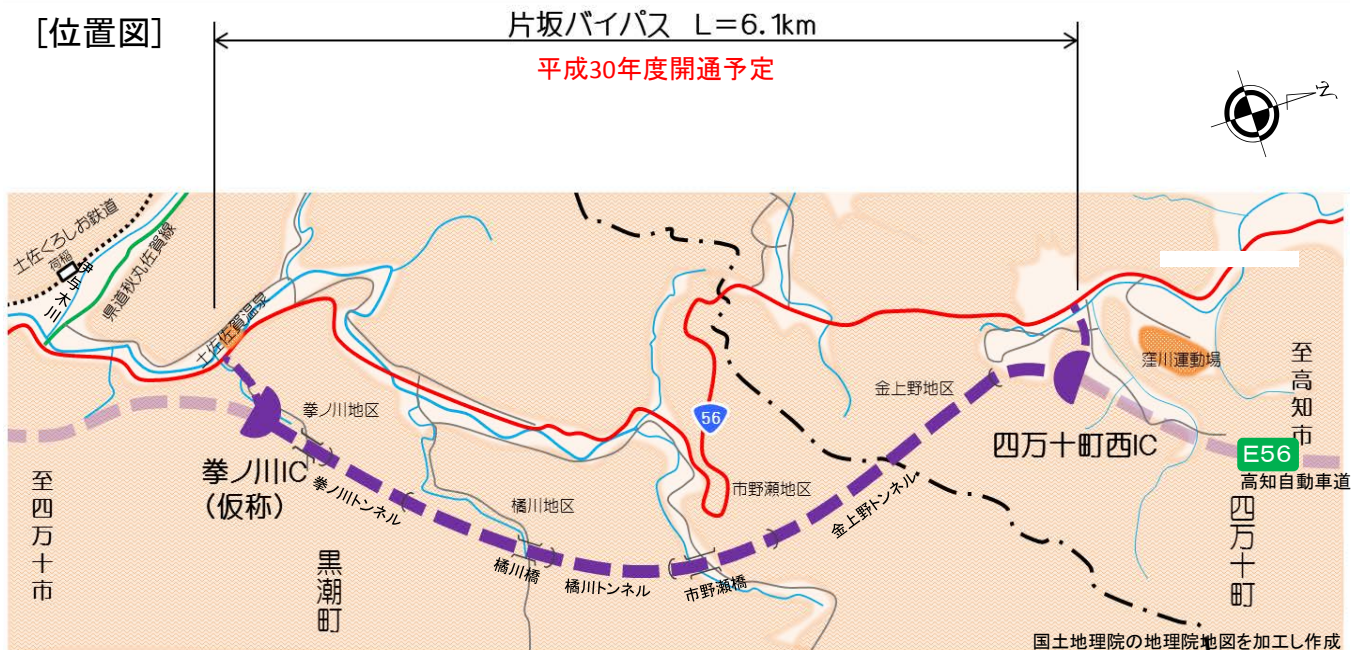 [位置図]
片坂バイパス L=6.1km
平成30年度開通予定
N
土佐くろしお鉄道
荷稲
伊与木川
県道秋丸佐賀線
土佐佐賀温泉
拳ノ川地区
拳ノ川IC
(仮称)
拳ノ川トンネル
至四万十市
黒潮町
橘川地区
橘川橋
橘川トンネル
56
市野瀬地区
市野瀬橋
金上野地区
金上野トンネル
四万十町西IC
窪川運動場
至高知市
E56
高知自動車道
四万十町
国土地理院の地理院地図を加工し作成